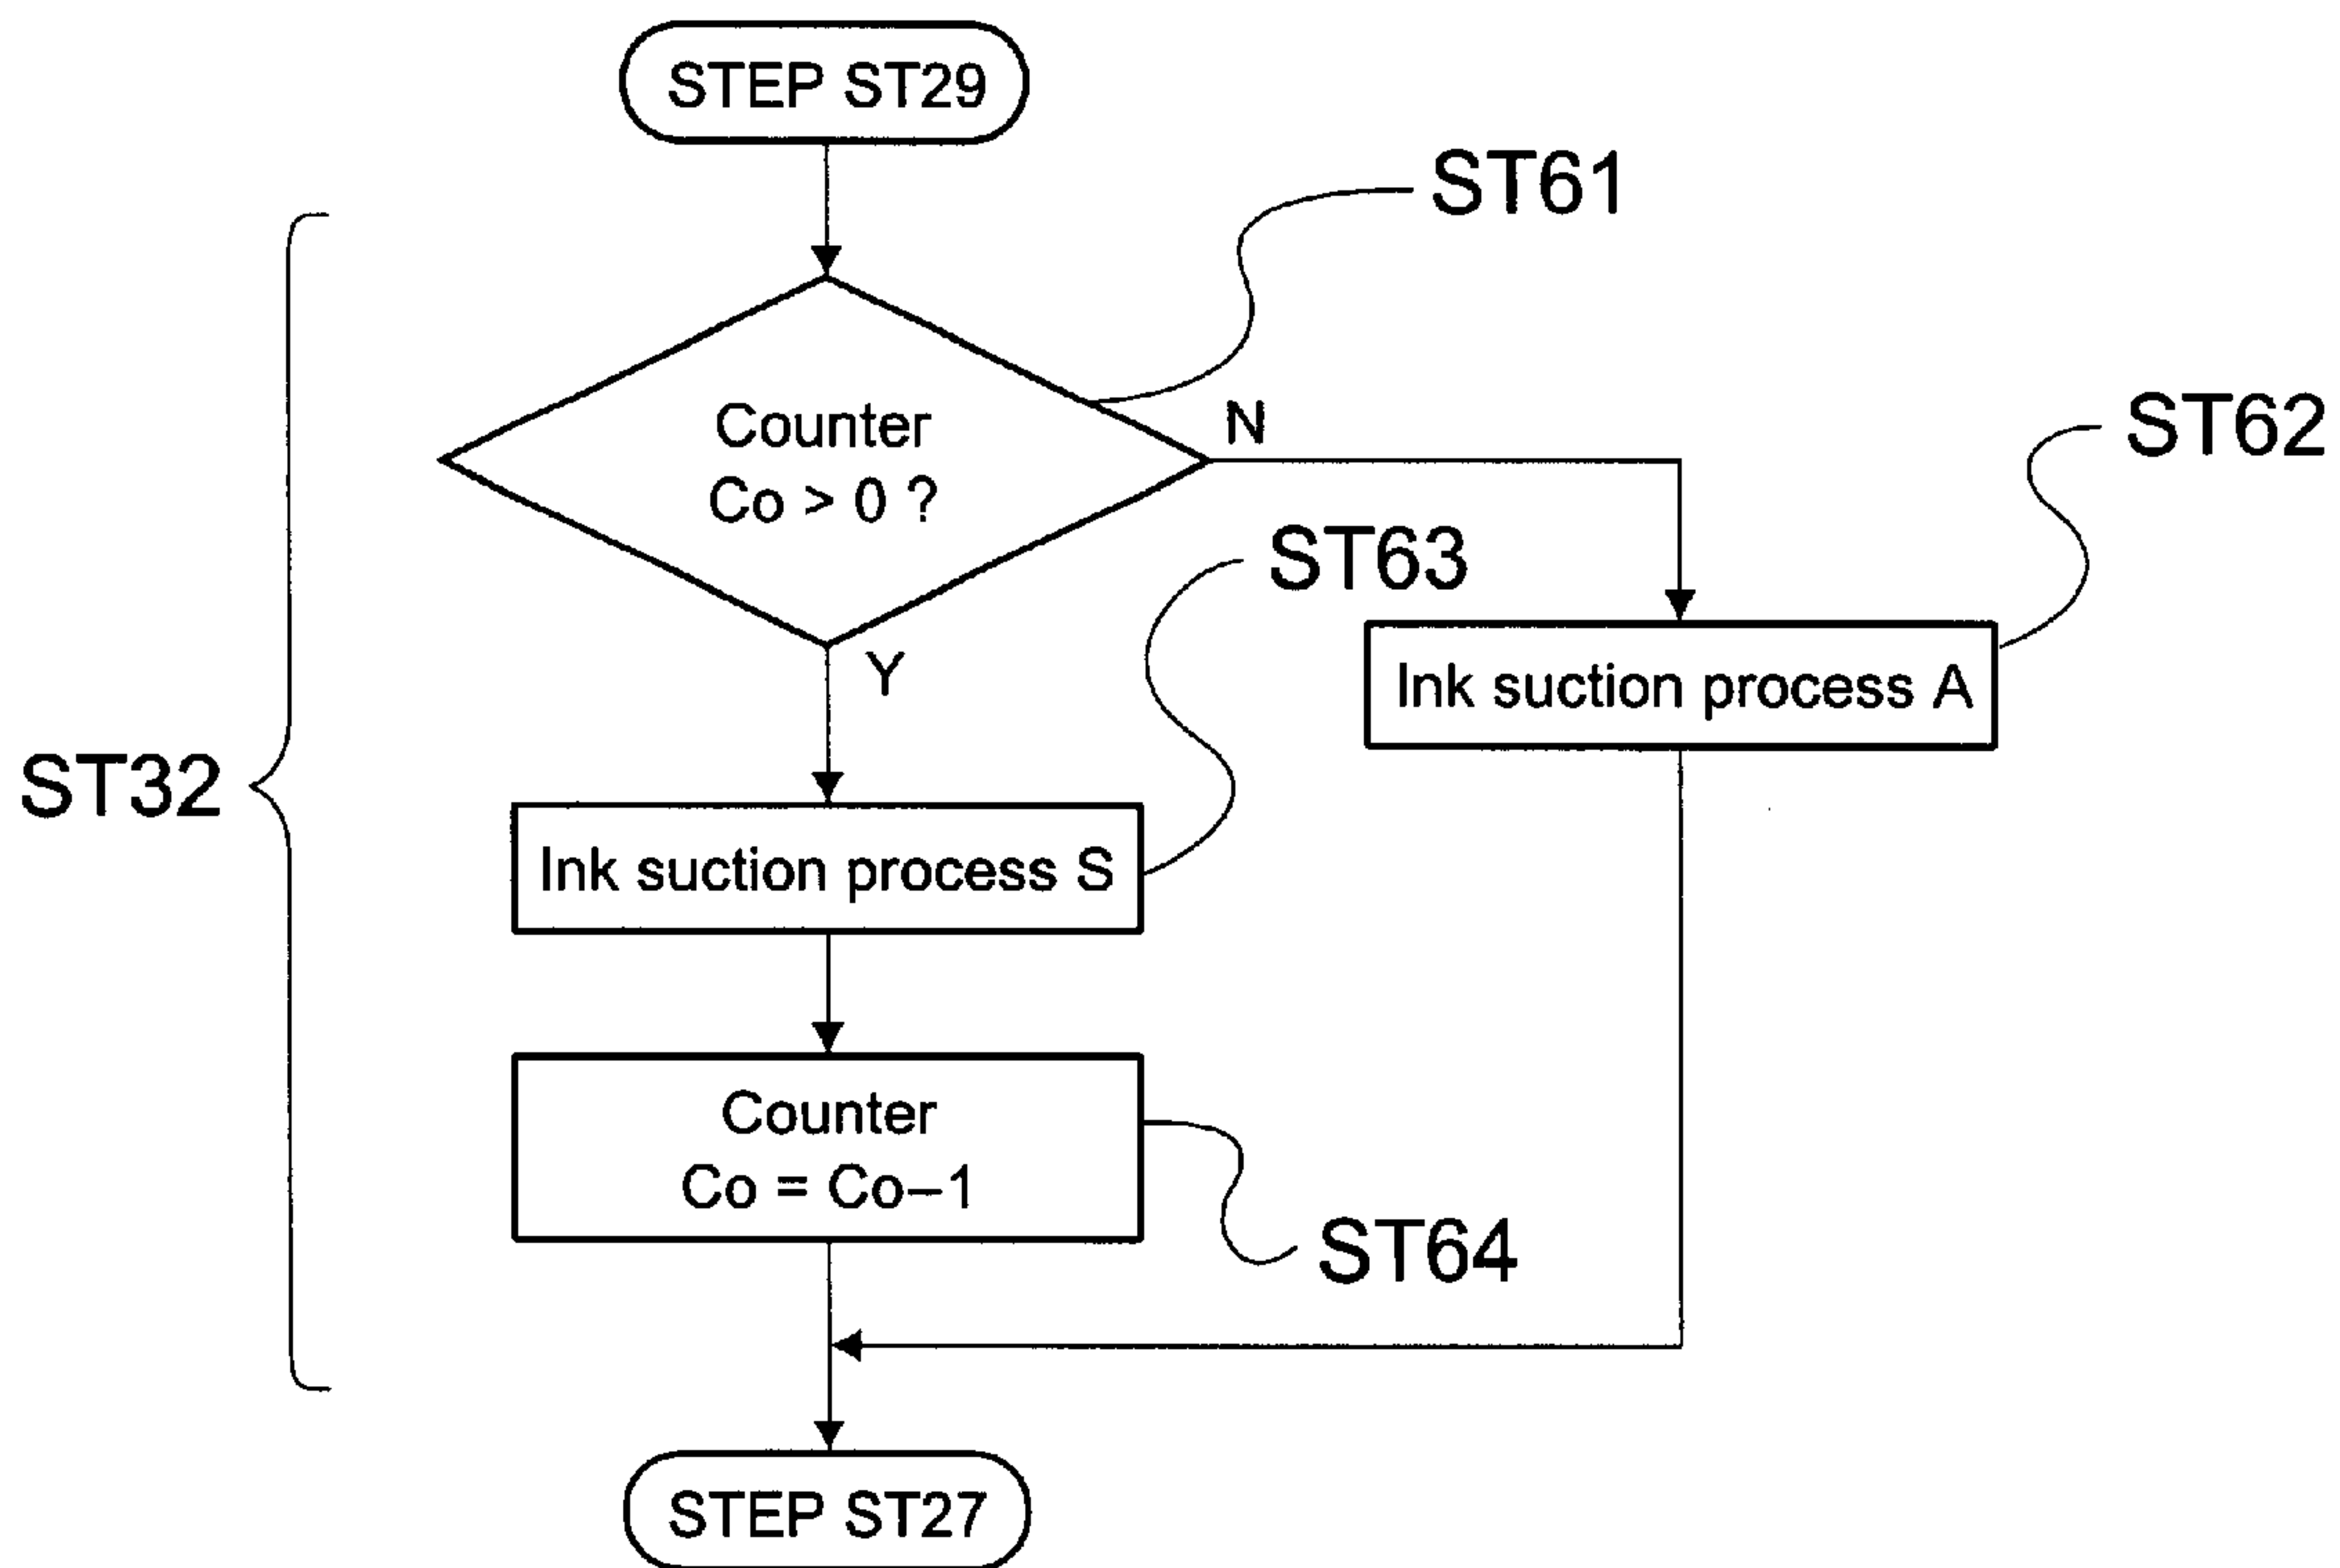 STEP ST29
ST61
Counter
Co > 0 ?
N
ST62
ST63
Y
Ink suction process A
ST32
Ink suction process S
Counter
Co = Co–1
ST64
STEP ST27